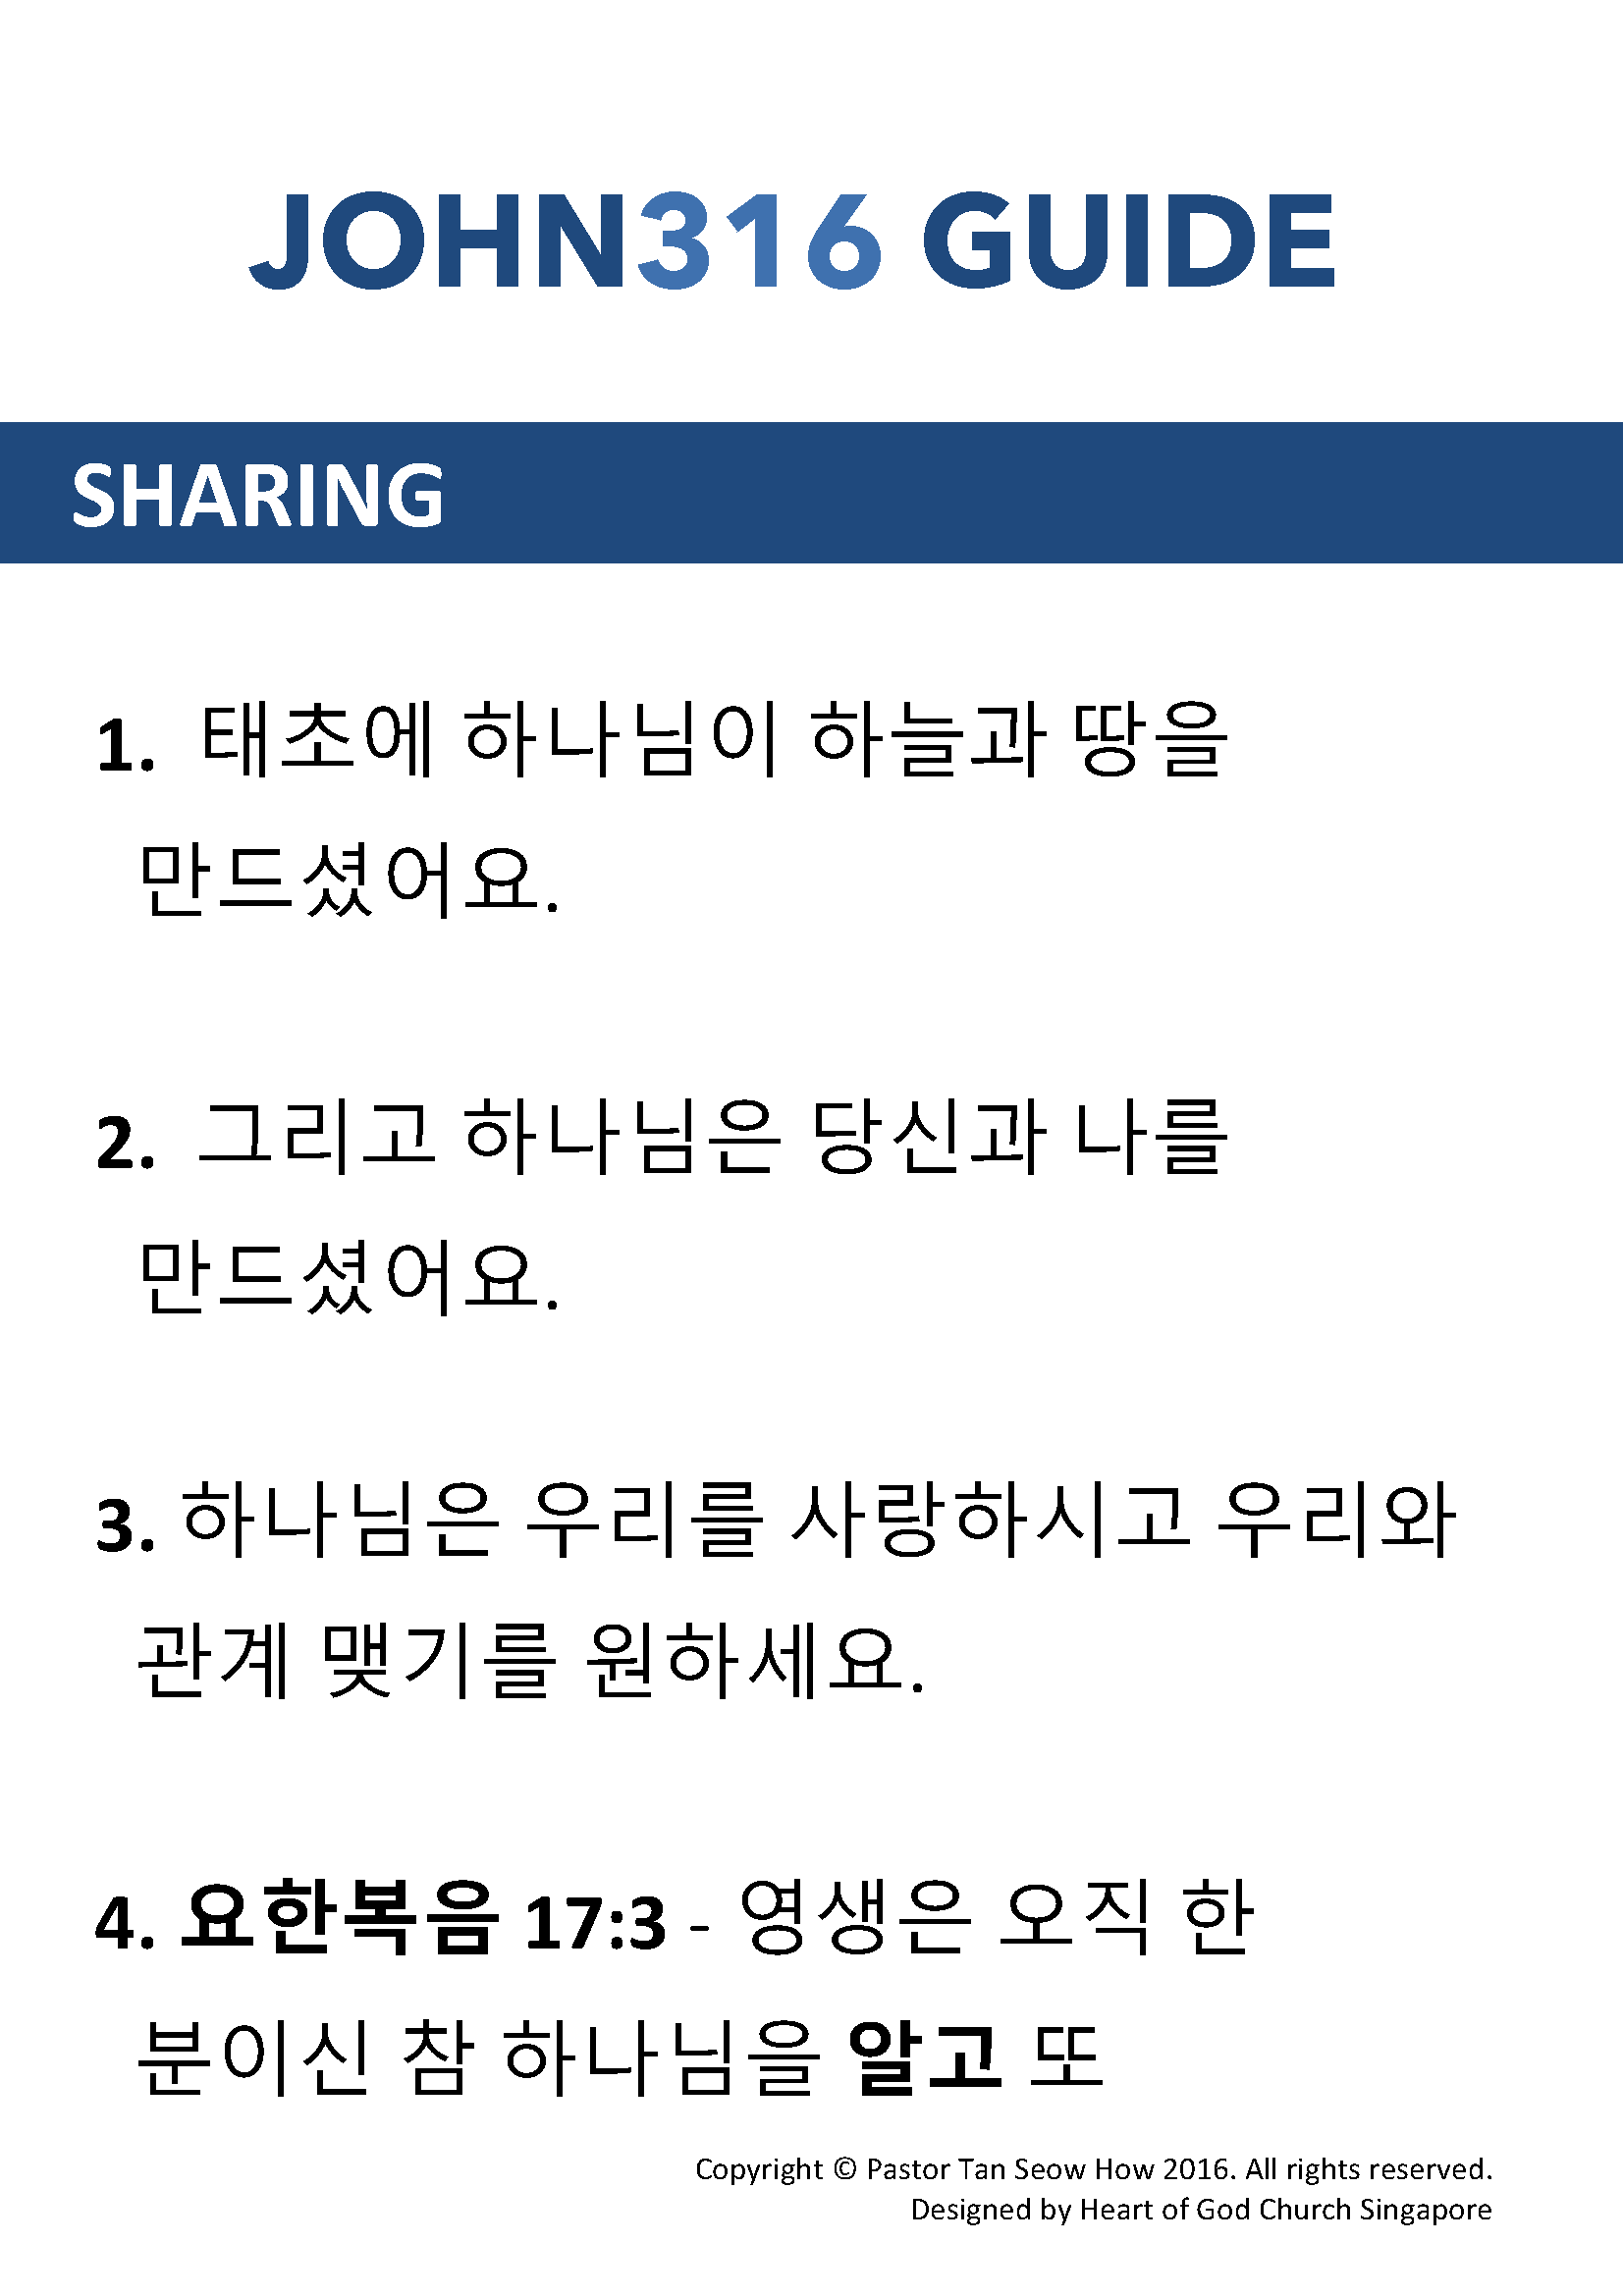 JOHN316 GUIDE
SHARING
1. 태초에 하나님이 하늘과 땅을
만드셨어요.
2. 그리고 하나님은 당신과 나를
만드셨어요.
3. 하나님은 우리를 사랑하시고 우리와
관계 맺기를 원하세요.
4. 요한복음 17:3 - 영생은 오직 한
분이신 참 하나님을 알고 또
Copyright © Pastor Tan Seow How 2016. All rights reserved.
Designed by Heart of God Church Singapore